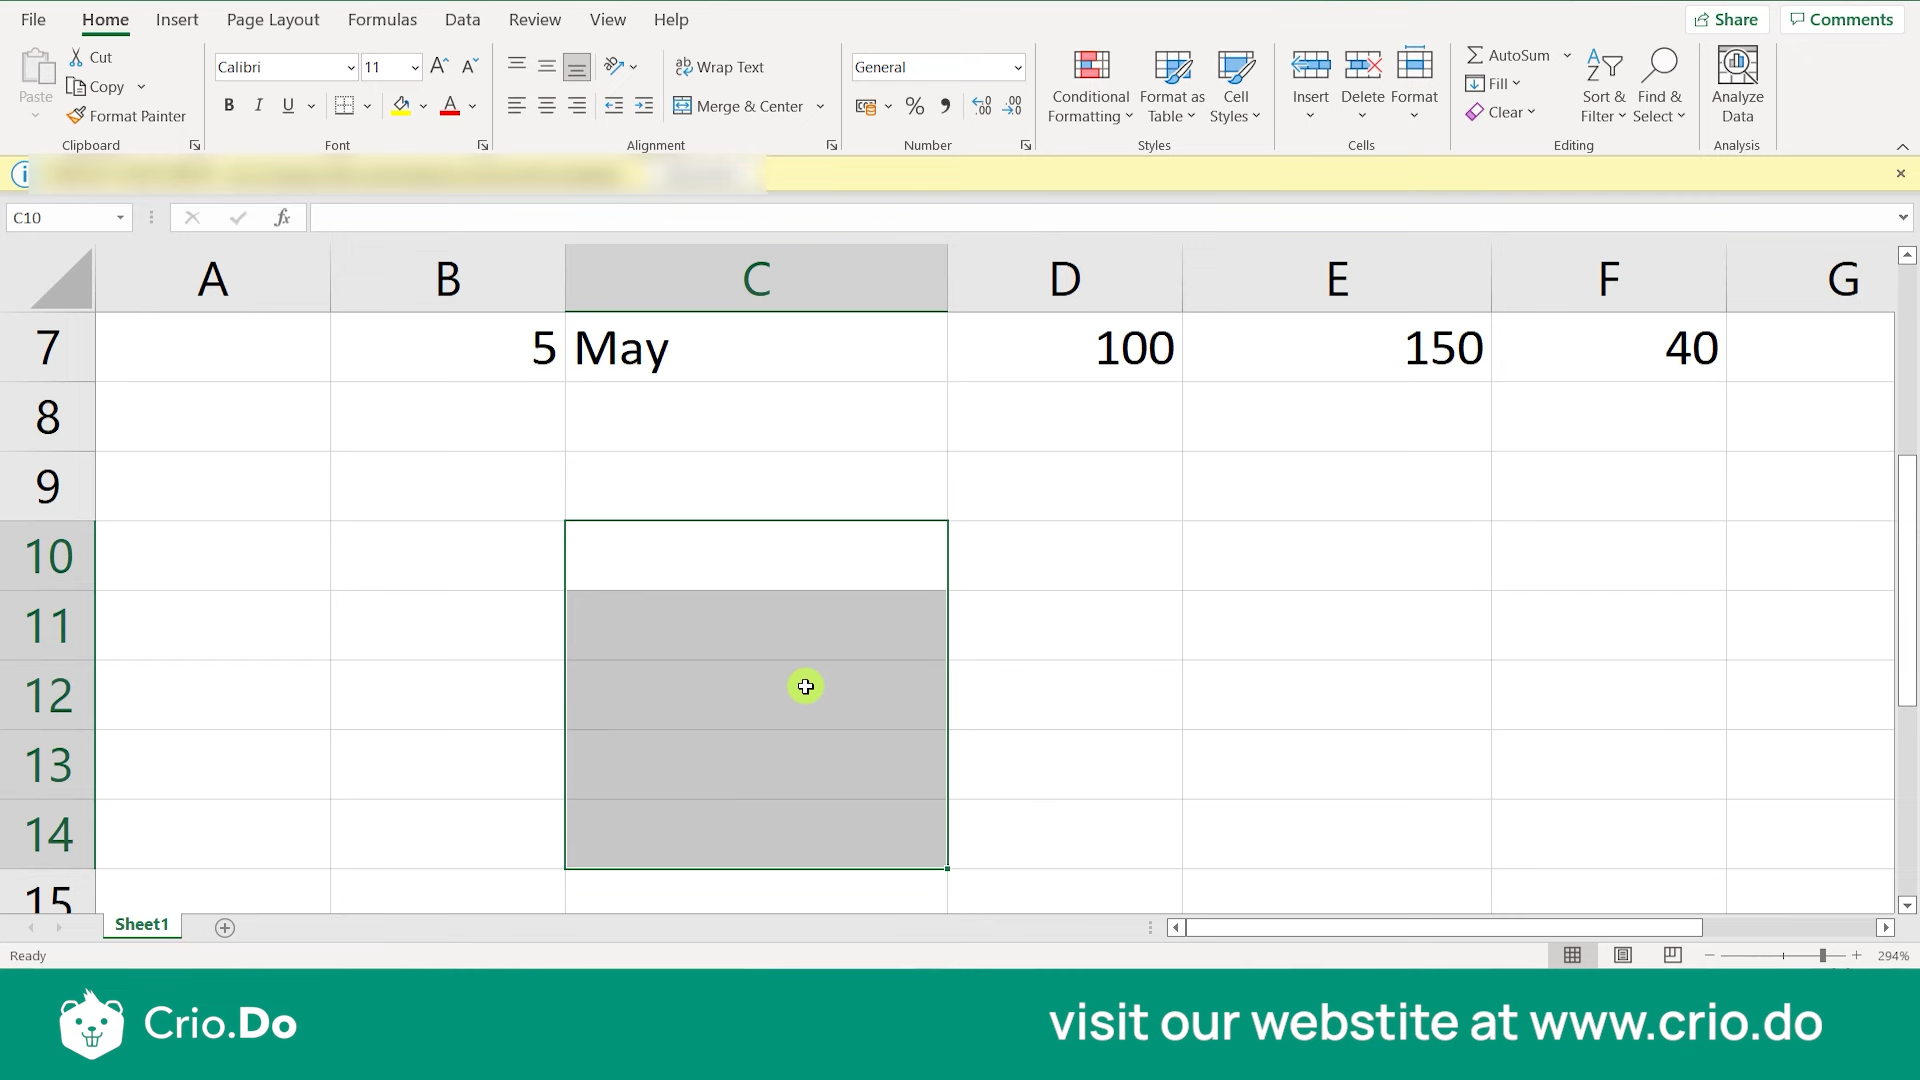 File Home Insert Page Layout Formulas Data Review View Help Share Comments
Paste Cut Copy Format Painter Clipboard
Calibri 11 B I U A Font
ab Wrap Text Merge & Center Alignment
General % Number
Conditional Formatting Format as Table Cell Styles Styles
Insert Delete Format Cells
AutoSum Fill Clear Sort & Filter Find & Select Editing
Analyze Data Analysis
C10 fx
A B C D E F G
7 5 May 100 150 40
8
9
10
11
12
13
14
15
Sheet1
Ready 294%
Crio.Do visit our webstite at www.crio.do